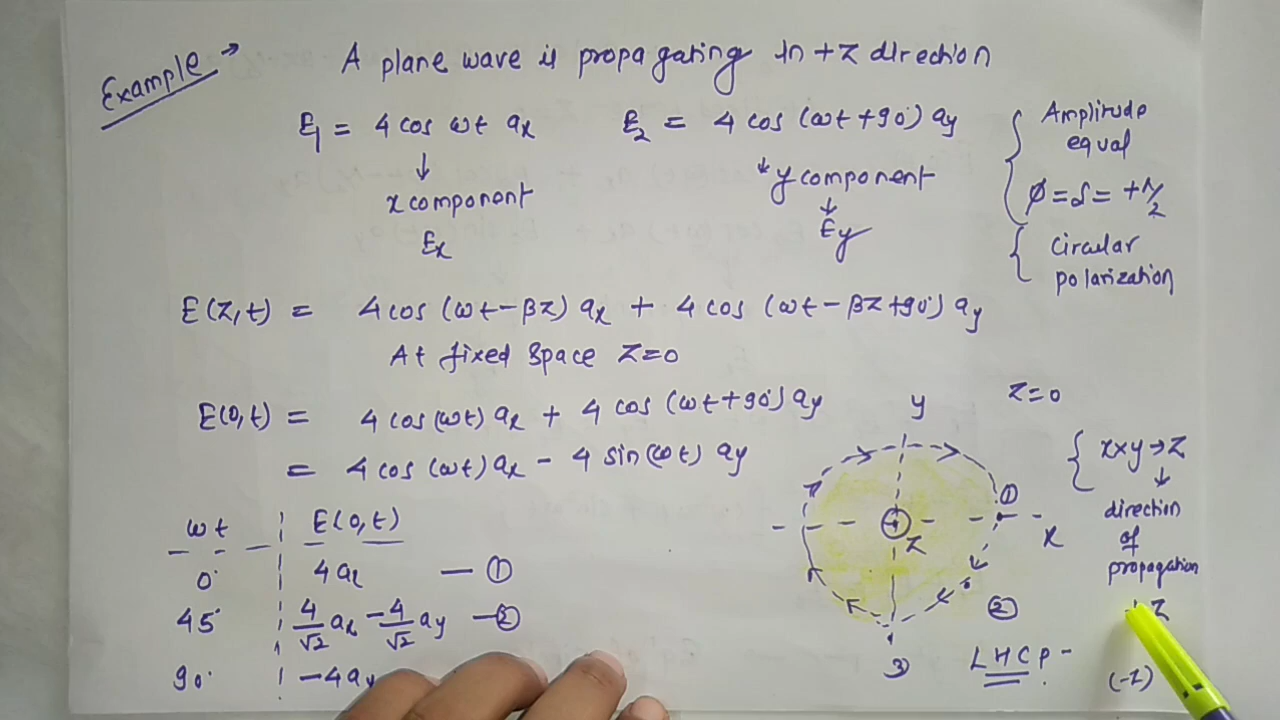 Example → A plane wave is propagating in +Z direction
E₁ = 4 cos ωt ax E₂ = 4 cos (ωt+90°) ay
↓
x component
Ex
↓ y component
↓
Ey
{ Amplitude
equal
φ=δ= +π/2
{ Circular
polarization
E(Z,t) = 4 cos (ωt-βZ) ax + 4 cos (ωt-βZ+90°) ay
At fixed space Z=0
E(0,t) = 4 cos (ωt) ax + 4 cos (ωt+90°) ay
= 4 cos (ωt) ax - 4 sin(ωt) ay
ωt E(0,t)
0° 4ax — ①
45° 4/√2 ax - 4/√2 ay — ②
90° -4ay
y Z=0
①
x
Z
②
3
LHCP -
{ x×y→Z
↓
direction
of
propagation
Z
(-z)